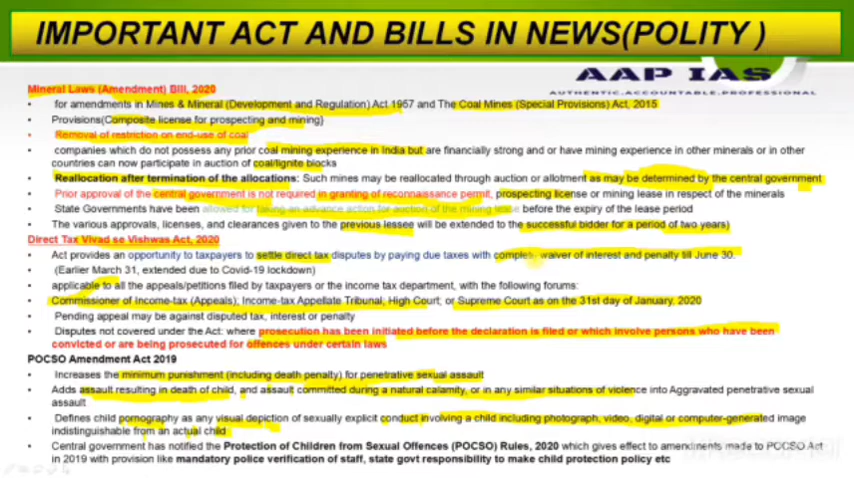 IMPORTANT ACT AND BILLS IN NEWS(POLITY )
AAP IAS
AUTHENTIC.ACCOUNTABLE.PROFESSIONAL
Mineral Laws (Amendment) Bill, 2020
• for amendments in Mines & Mineral (Development and Regulation) Act 1957 and The Coal Mines (Special Provisions) Act, 2015
• Provisions(Composite license for prospecting and mining)
• Removal of restriction on end-use of coal
• companies which do not possess any prior coal mining experience in India but are financially strong and or have mining experience in other minerals or in other
countries can now participate in auction of coal/lignite blocks
• Reallocation after termination of the allocations: Such mines may be reallocated through auction or allotment as may be determined by the central government
• Prior approval of the central government is not required in granting of reconnaissance permit, prospecting license or mining lease in respect of the minerals
• State Governments have been allowed for taking an advance action for auction of the mining lease before the expiry of the lease period
• The various approvals, licenses, and clearances given to the previous lessee will be extended to the successful bidder for a period of two years)
Direct Tax Vivad se Vishwas Act, 2020
• Act provides an opportunity to taxpayers to settle direct tax disputes by paying due taxes with complete waiver of interest and penalty till June 30.
• (Earlier March 31, extended due to Covid-19 lockdown)
• applicable to all the appeals/petitions filed by taxpayers or the income tax department, with the following forums:
• Commissioner of Income-tax (Appeals); Income-tax Appellate Tribunal, High Court; or Supreme Court as on the 31st day of January, 2020
• Pending appeal may be against disputed tax, interest or penalty
• Disputes not covered under the Act: where prosecution has been initiated before the declaration is filed or which involve persons who have been
convicted or are being prosecuted for offences under certain laws
POCSO Amendment Act 2019
• Increases the minimum punishment (including death penalty) for penetrative sexual assault
• Adds assault resulting in death of child, and assault committed during a natural calamity, or in any similar situations of violence into Aggravated penetrative sexual
assault
• Defines child pornography as any visual depiction of sexually explicit conduct involving a child including photograph, video, digital or computer-generated image
indistinguishable from an actual child
• Central government has notified the Protection of Children from Sexual Offences (POCSO) Rules, 2020 which gives effect to amendments made to POCSO Act
in 2019 with provision like mandatory police verification of staff, state govt responsibility to make child protection policy etc